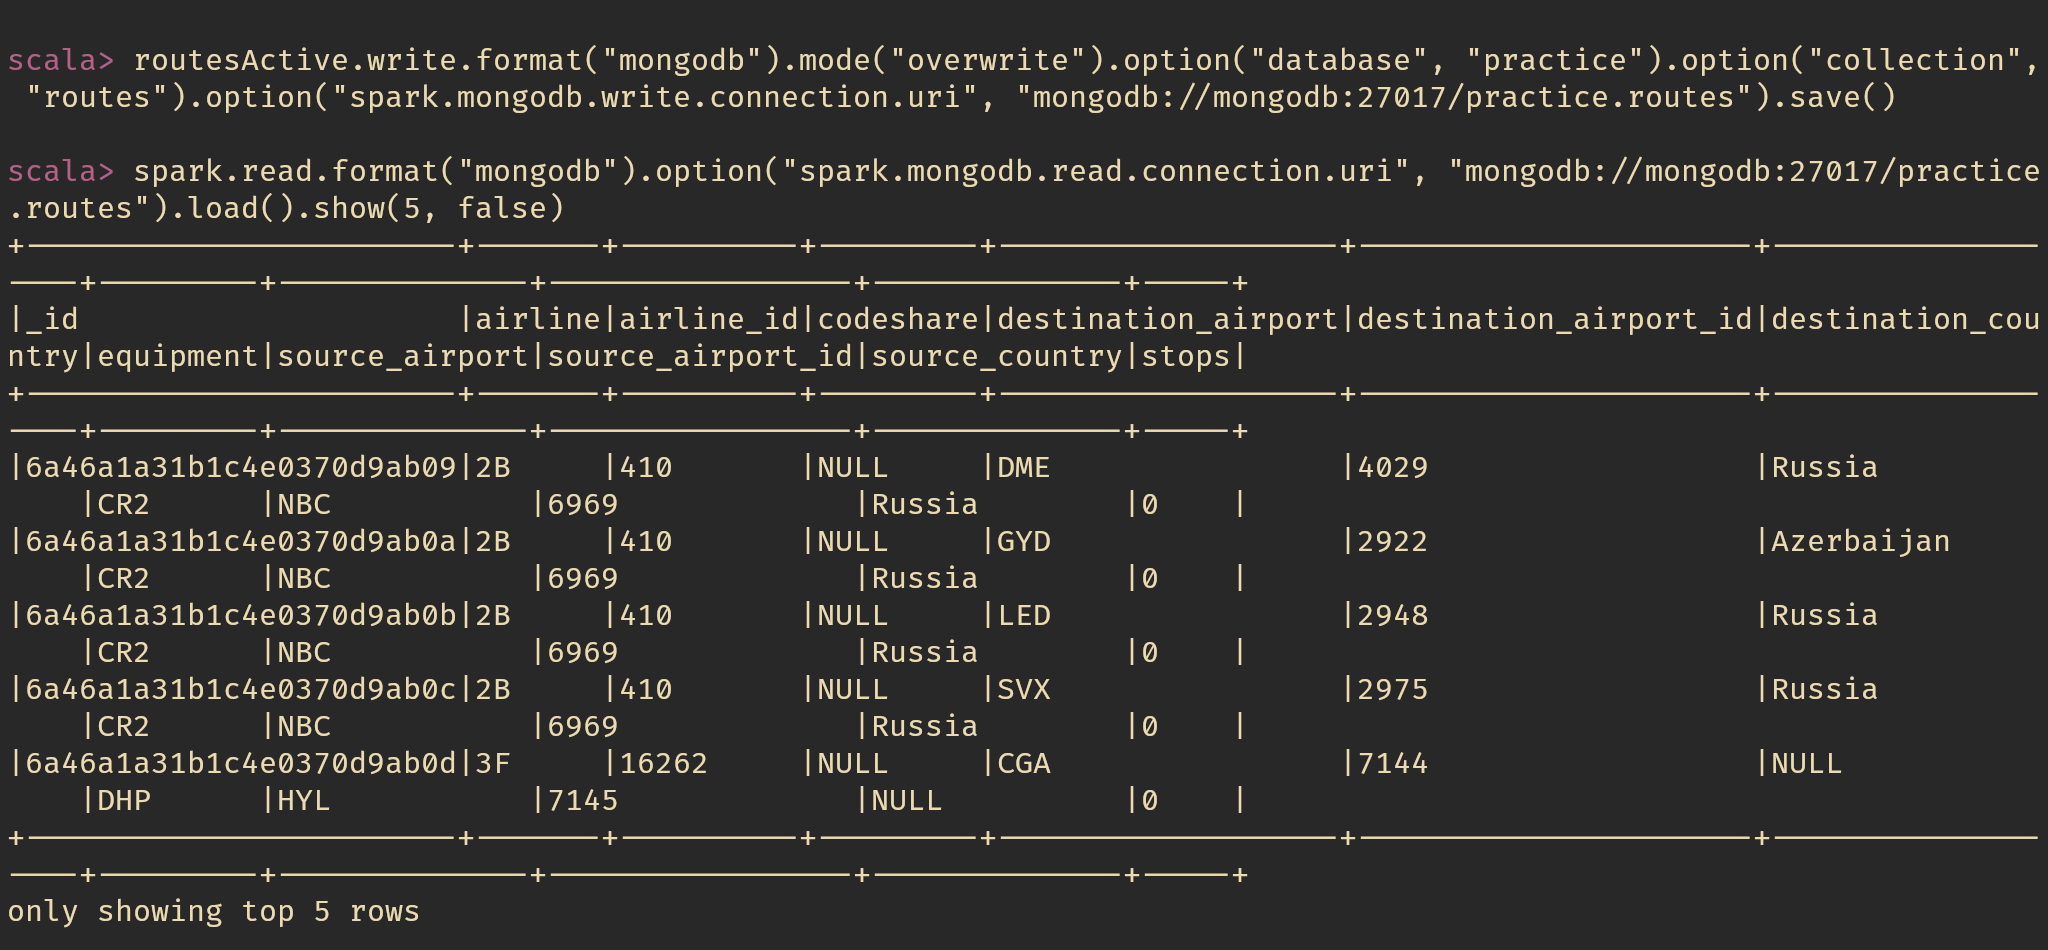 scala> routesActive.write.format("mongodb").mode("overwrite").option("database", "practice").option("collection",
 "routes").option("spark.mongodb.write.connection.uri", "mongodb://mongodb:27017/practice.routes").save()

scala> spark.read.format("mongodb").option("spark.mongodb.read.connection.uri", "mongodb://mongodb:27017/practice
.routes").load().show(5, false)
+------------------------+-------+----------+---------+-------------------+----------------------+---------------
----+---------+--------------+-----------------+--------------+-----+
|_id                     |airline|airline_id|codeshare|destination_airport|destination_airport_id|destination_cou
ntry|equipment|source_airport|source_airport_id|source_country|stops|
+------------------------+-------+----------+---------+-------------------+----------------------+---------------
----+---------+--------------+-----------------+--------------+-----+
|6a46a1a31b1c4e0370d9ab09|2B     |410       |NULL     |DME                |4029                  |Russia
    |CR2      |NBC           |6969             |Russia        |0    |
|6a46a1a31b1c4e0370d9ab0a|2B     |410       |NULL     |GYD                |2922                  |Azerbaijan
    |CR2      |NBC           |6969             |Russia        |0    |
|6a46a1a31b1c4e0370d9ab0b|2B     |410       |NULL     |LED                |2948                  |Russia
    |CR2      |NBC           |6969             |Russia        |0    |
|6a46a1a31b1c4e0370d9ab0c|2B     |410       |NULL     |SVX                |2975                  |Russia
    |CR2      |NBC           |6969             |Russia        |0    |
|6a46a1a31b1c4e0370d9ab0d|3F     |16262     |NULL     |CGA                |7144                  |NULL
    |DHP      |HYL           |7145             |NULL          |0    |
+------------------------+-------+----------+---------+-------------------+----------------------+---------------
----+---------+--------------+-----------------+--------------+-----+
only showing top 5 rows